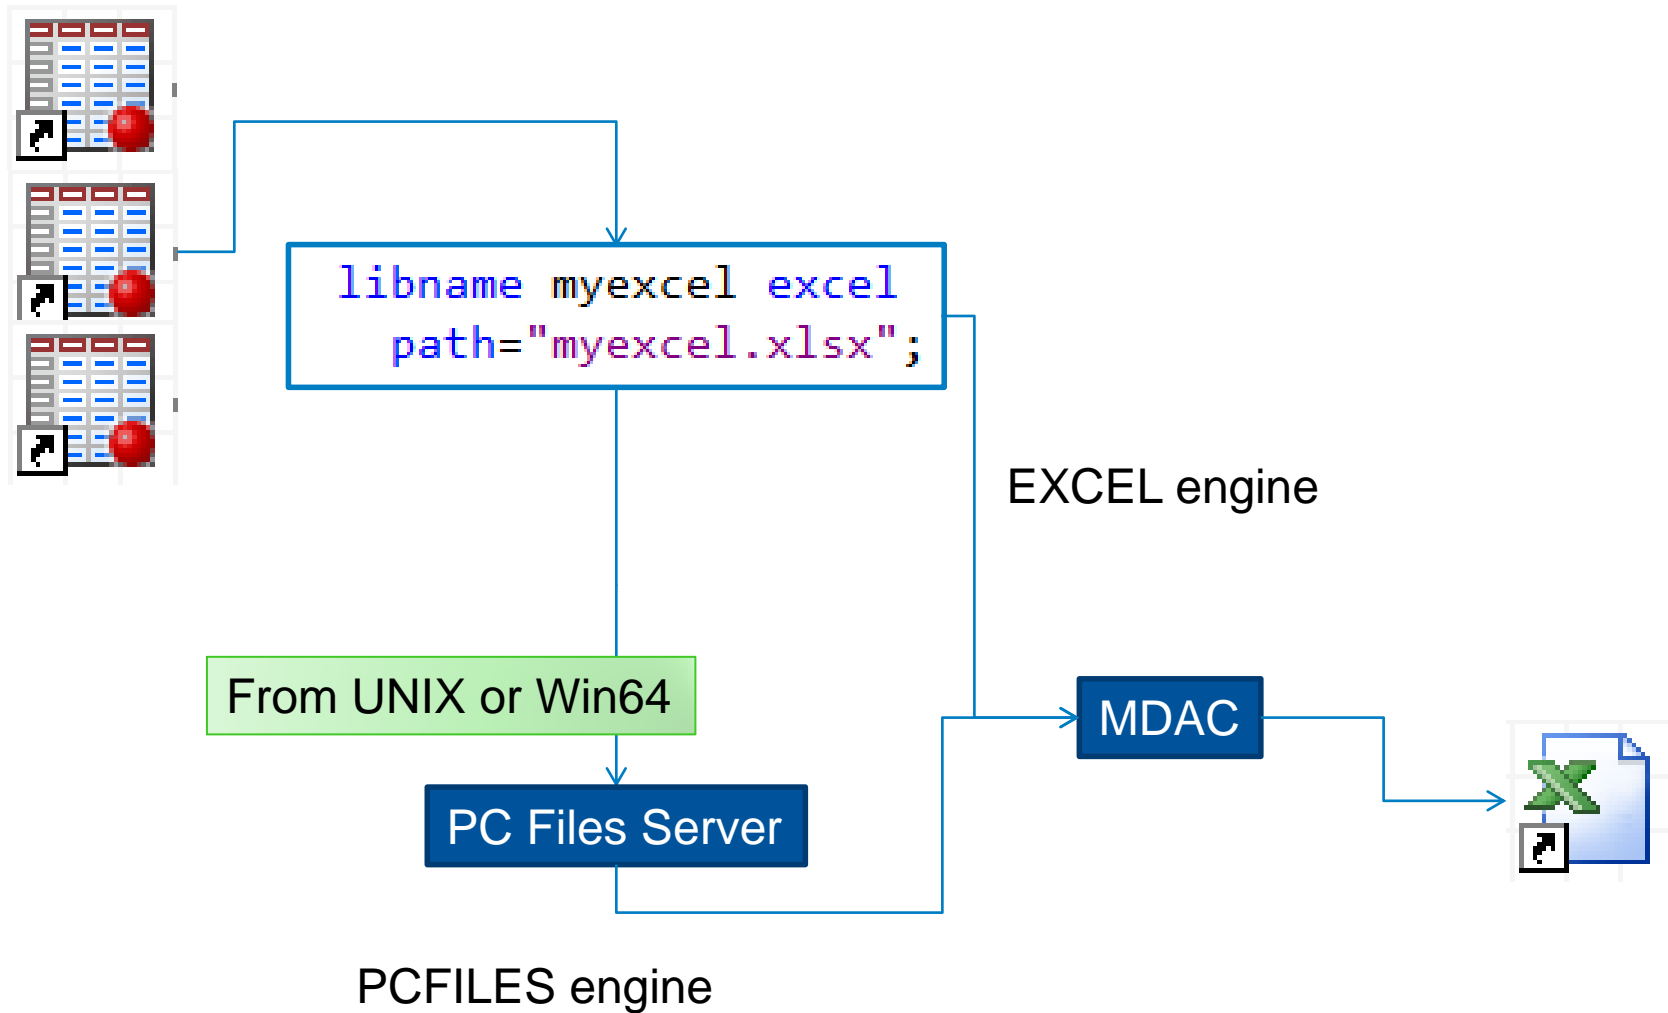 libname myexcel excel
path="myexcel.xlsx";
EXCEL engine
From UNIX or Win64
MDAC
PC Files Server
PCFILES engine